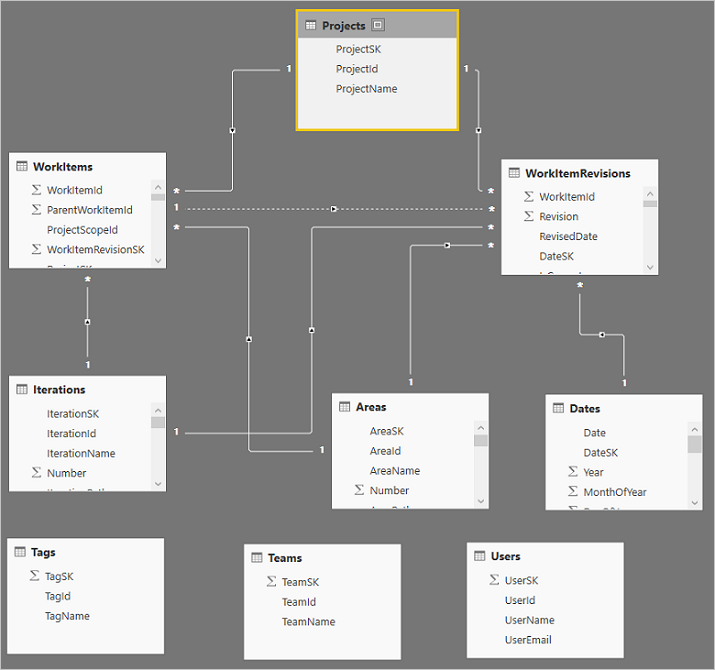 Projects
ProjectSK
ProjectId
ProjectName
1
1
WorkItems
Σ WorkItemId
Σ ParentWorkItemId
ProjectScopeId
Σ WorkItemRevisionSK
*
1
*
*
*
*
*
WorkItemRevisions
Σ WorkItemId
Σ Revision
RevisedDate
DateSK
*
1
*
1
1
Iterations
IterationSK
IterationId
IterationName
Σ Number
1
1
Areas
AreaSK
AreaId
AreaName
Σ Number
Dates
Date
DateSK
Σ Year
Σ MonthOfYear
Tags
Σ TagSK
TagId
TagName
Teams
Σ TeamSK
TeamId
TeamName
Users
Σ UserSK
UserId
UserName
UserEmail